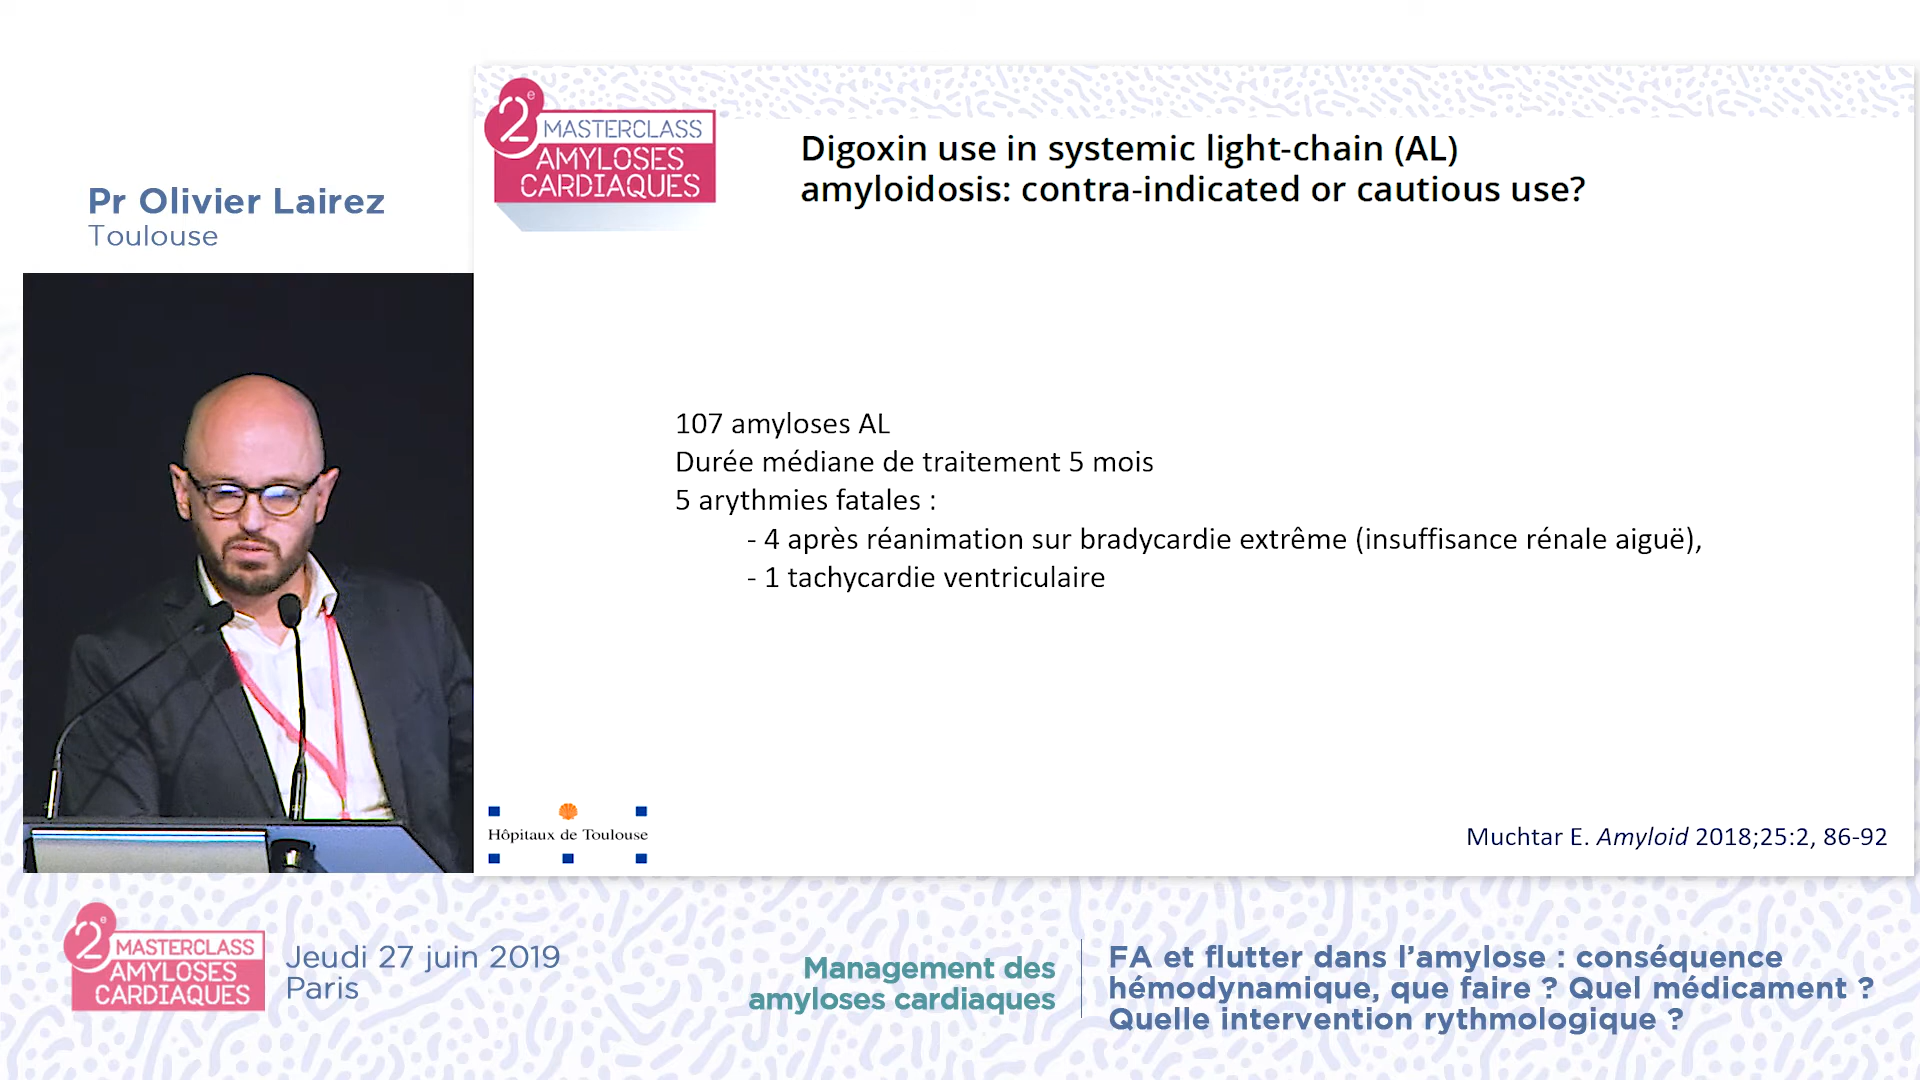 Pr Olivier Lairez
Toulouse
2e
MASTERCLASS
AMYLOSES
CARDIAQUES
Digoxin use in systemic light-chain (AL)
amyloidosis: contra-indicated or cautious use?
107 amyloses AL
Durée médiane de traitement 5 mois
5 arythmies fatales :
- 4 après réanimation sur bradycardie extrême (insuffisance rénale aiguë),
- 1 tachycardie ventriculaire
Hôpitaux de Toulouse
Muchtar E. Amyloid 2018;25:2, 86-92
2e
MASTERCLASS
AMYLOSES
CARDIAQUES
Jeudi 27 juin 2019
Paris
Management des
amyloses cardiaques
FA et flutter dans l’amylose : conséquence
hémodynamique, que faire ? Quel médicament ?
Quelle intervention rythmologique ?